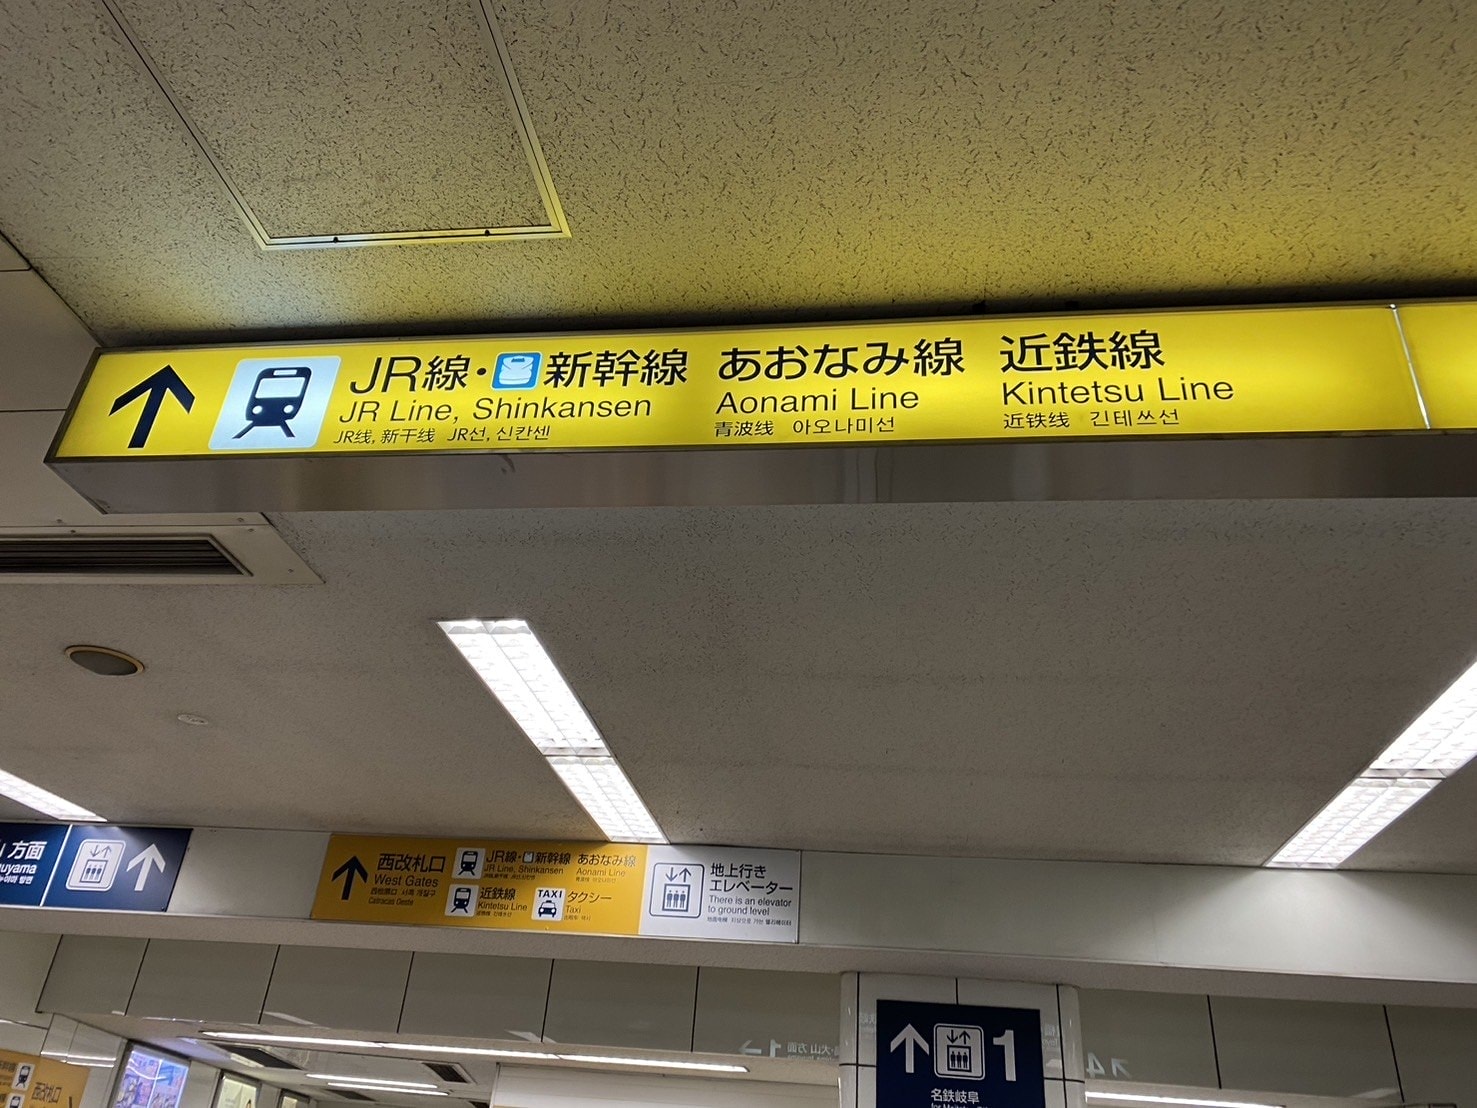 JR線・新幹線
JR Line, Shinkansen
JR线, 新干线 JR선, 신칸센
あおなみ線
Aonami Line
青波线 아오나미선
近鉄線
Kintetsu Line
近铁线 긴테쓰선
方面
uyama
西改札口
West Gates
JR線・新幹線
JR Line, Shinkansen
あおなみ線
Aonami Line
近鉄線
Kintetsu Line
TAXI
タクシー
Taxi
地上行き
エレベーター
There is an elevator
to ground level
1
名鉄岐阜
西改札口